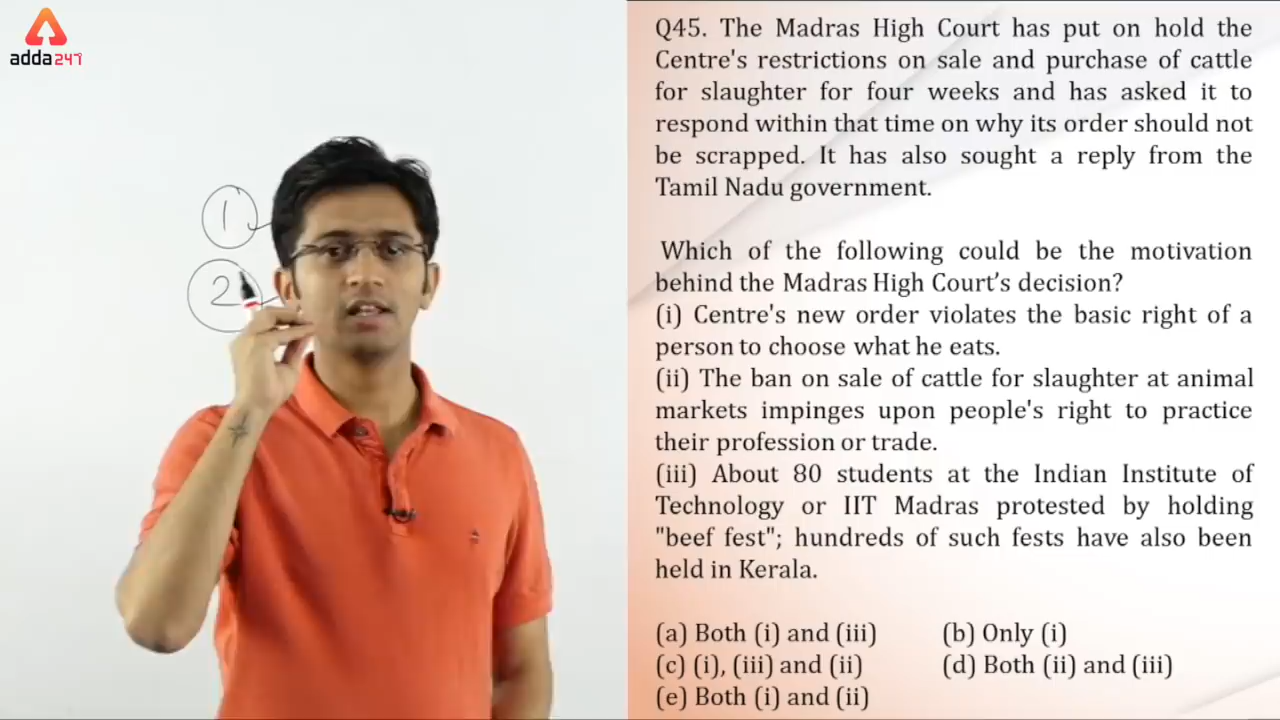 adda247
1
2
Q45. The Madras High Court has put on hold the
Centre's restrictions on sale and purchase of cattle
for slaughter for four weeks and has asked it to
respond within that time on why its order should not
be scrapped. It has also sought a reply from the
Tamil Nadu government.
Which of the following could be the motivation
behind the Madras High Court's decision?
(i) Centre's new order violates the basic right of a
person to choose what he eats.
(ii) The ban on sale of cattle for slaughter at animal
markets impinges upon people's right to practice
their profession or trade.
(iii) About 80 students at the Indian Institute of
Technology or IIT Madras protested by holding
"beef fest"; hundreds of such fests have also been
held in Kerala.
(a) Both (i) and (iii) (b) Only (i)
(c) (i), (iii) and (ii) (d) Both (ii) and (iii)
(e) Both (i) and (ii)